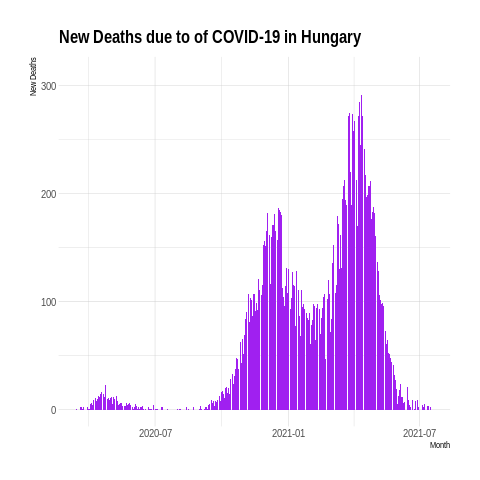 New Deaths due to of COVID-19 in Hungary
New Deaths
300
200
100
0
2020-07
2021-01
2021-07
Month